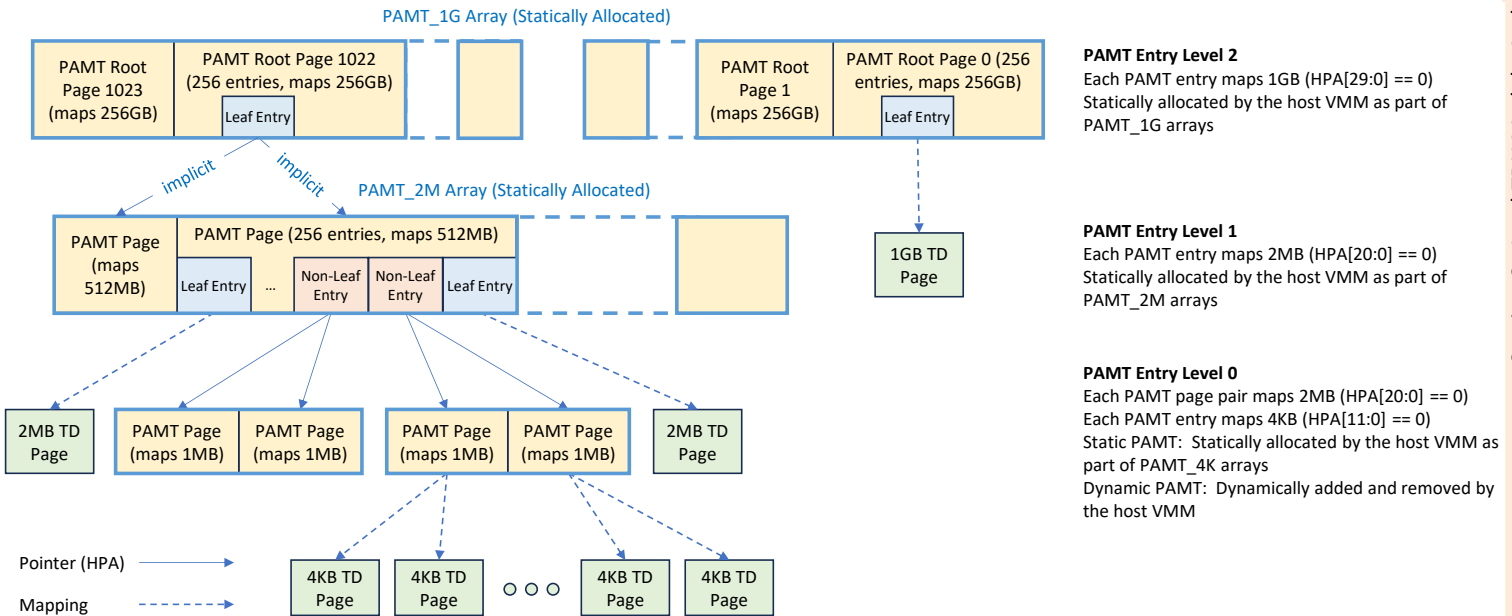 PAMT_1G Array (Statically Allocated)
PAMT Root
Page 1023
(maps 256GB)
PAMT Root Page 1022
(256 entries, maps 256GB)
Leaf Entry
PAMT Root
Page 1
(maps 256GB)
PAMT Root Page 0 (256
entries, maps 256GB)
Leaf Entry
PAMT Entry Level 2
Each PAMT entry maps 1GB (HPA[29:0] == 0)
Statically allocated by the host VMM as part of
PAMT_1G arrays
implicit
implicit
PAMT_2M Array (Statically Allocated)
PAMT Page
(maps
512MB)
PAMT Page (256 entries, maps 512MB)
Leaf Entry
...
Non-Leaf
Entry
Non-Leaf
Entry
Leaf Entry
1GB TD
Page
PAMT Entry Level 1
Each PAMT entry maps 2MB (HPA[20:0] == 0)
Statically allocated by the host VMM as part of
PAMT_2M arrays
2MB TD
Page
PAMT Page
(maps 1MB)
PAMT Page
(maps 1MB)
PAMT Page
(maps 1MB)
PAMT Page
(maps 1MB)
2MB TD
Page
PAMT Entry Level 0
Each PAMT page pair maps 2MB (HPA[20:0] == 0)
Each PAMT entry maps 4KB (HPA[11:0] == 0)
Static PAMT: Statically allocated by the host VMM as
part of PAMT_4K arrays
Dynamic PAMT: Dynamically added and removed by
the host VMM
Pointer (HPA)
Mapping
4KB TD
Page
4KB TD
Page
4KB TD
Page
4KB TD
Page